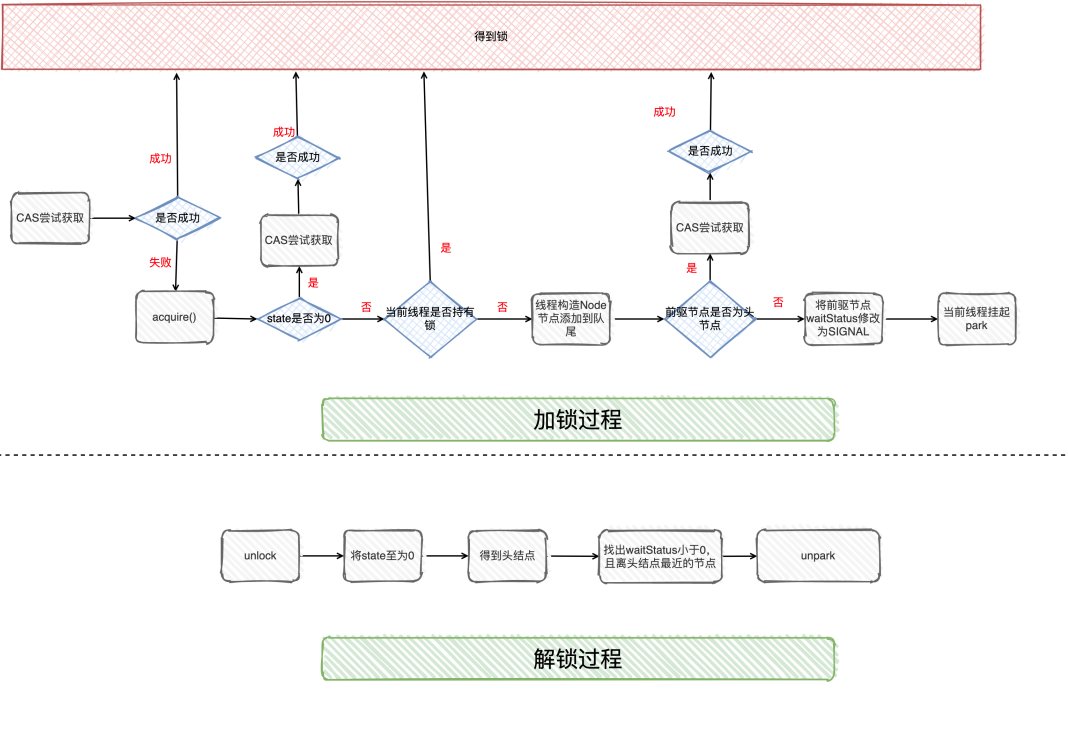 得到锁
成功
成功
成功
是否成功
是否成功
是否成功
CAS尝试获取
CAS尝试获取
CAS尝试获取
失败
是
是
是
acquire()
state是否为0
否
当前线程是否持有
锁
否
线程构造Node
节点添加到队
尾
前驱节点是否为头
节点
否
将前驱节点
waitStatus修改
为SIGNAL
当前线程挂起
park
加锁过程
unlock
将state至为0
得到头结点
找出waitStatus小于0，
且离头结点最近的节点
unpark
解锁过程